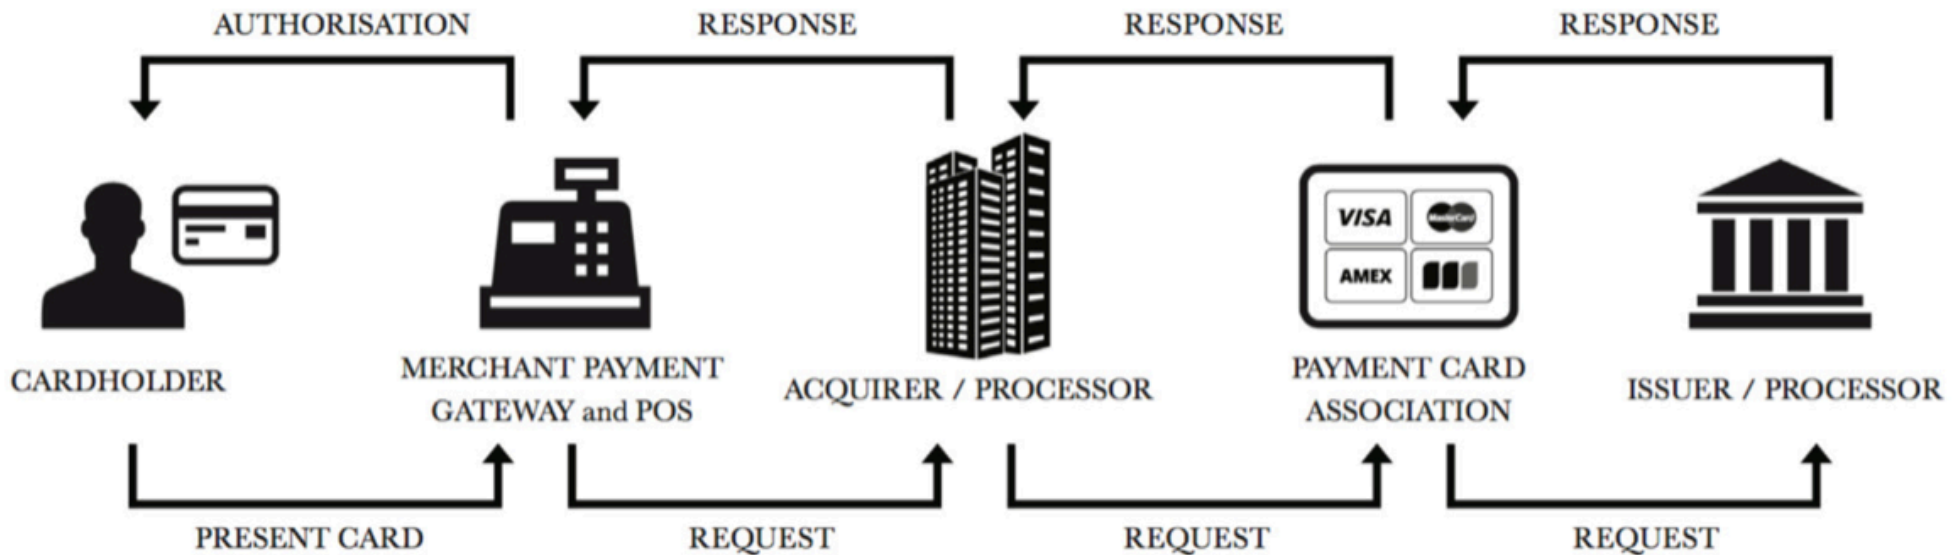 AUTHORISATION
RESPONSE
RESPONSE
RESPONSE
VISA
MasterCard
AMEX
CARDHOLDER
MERCHANT PAYMENT
GATEWAY and POS
ACQUIRER / PROCESSOR
PAYMENT CARD
ASSOCIATION
ISSUER / PROCESSOR
PRESENT CARD
REQUEST
REQUEST
REQUEST